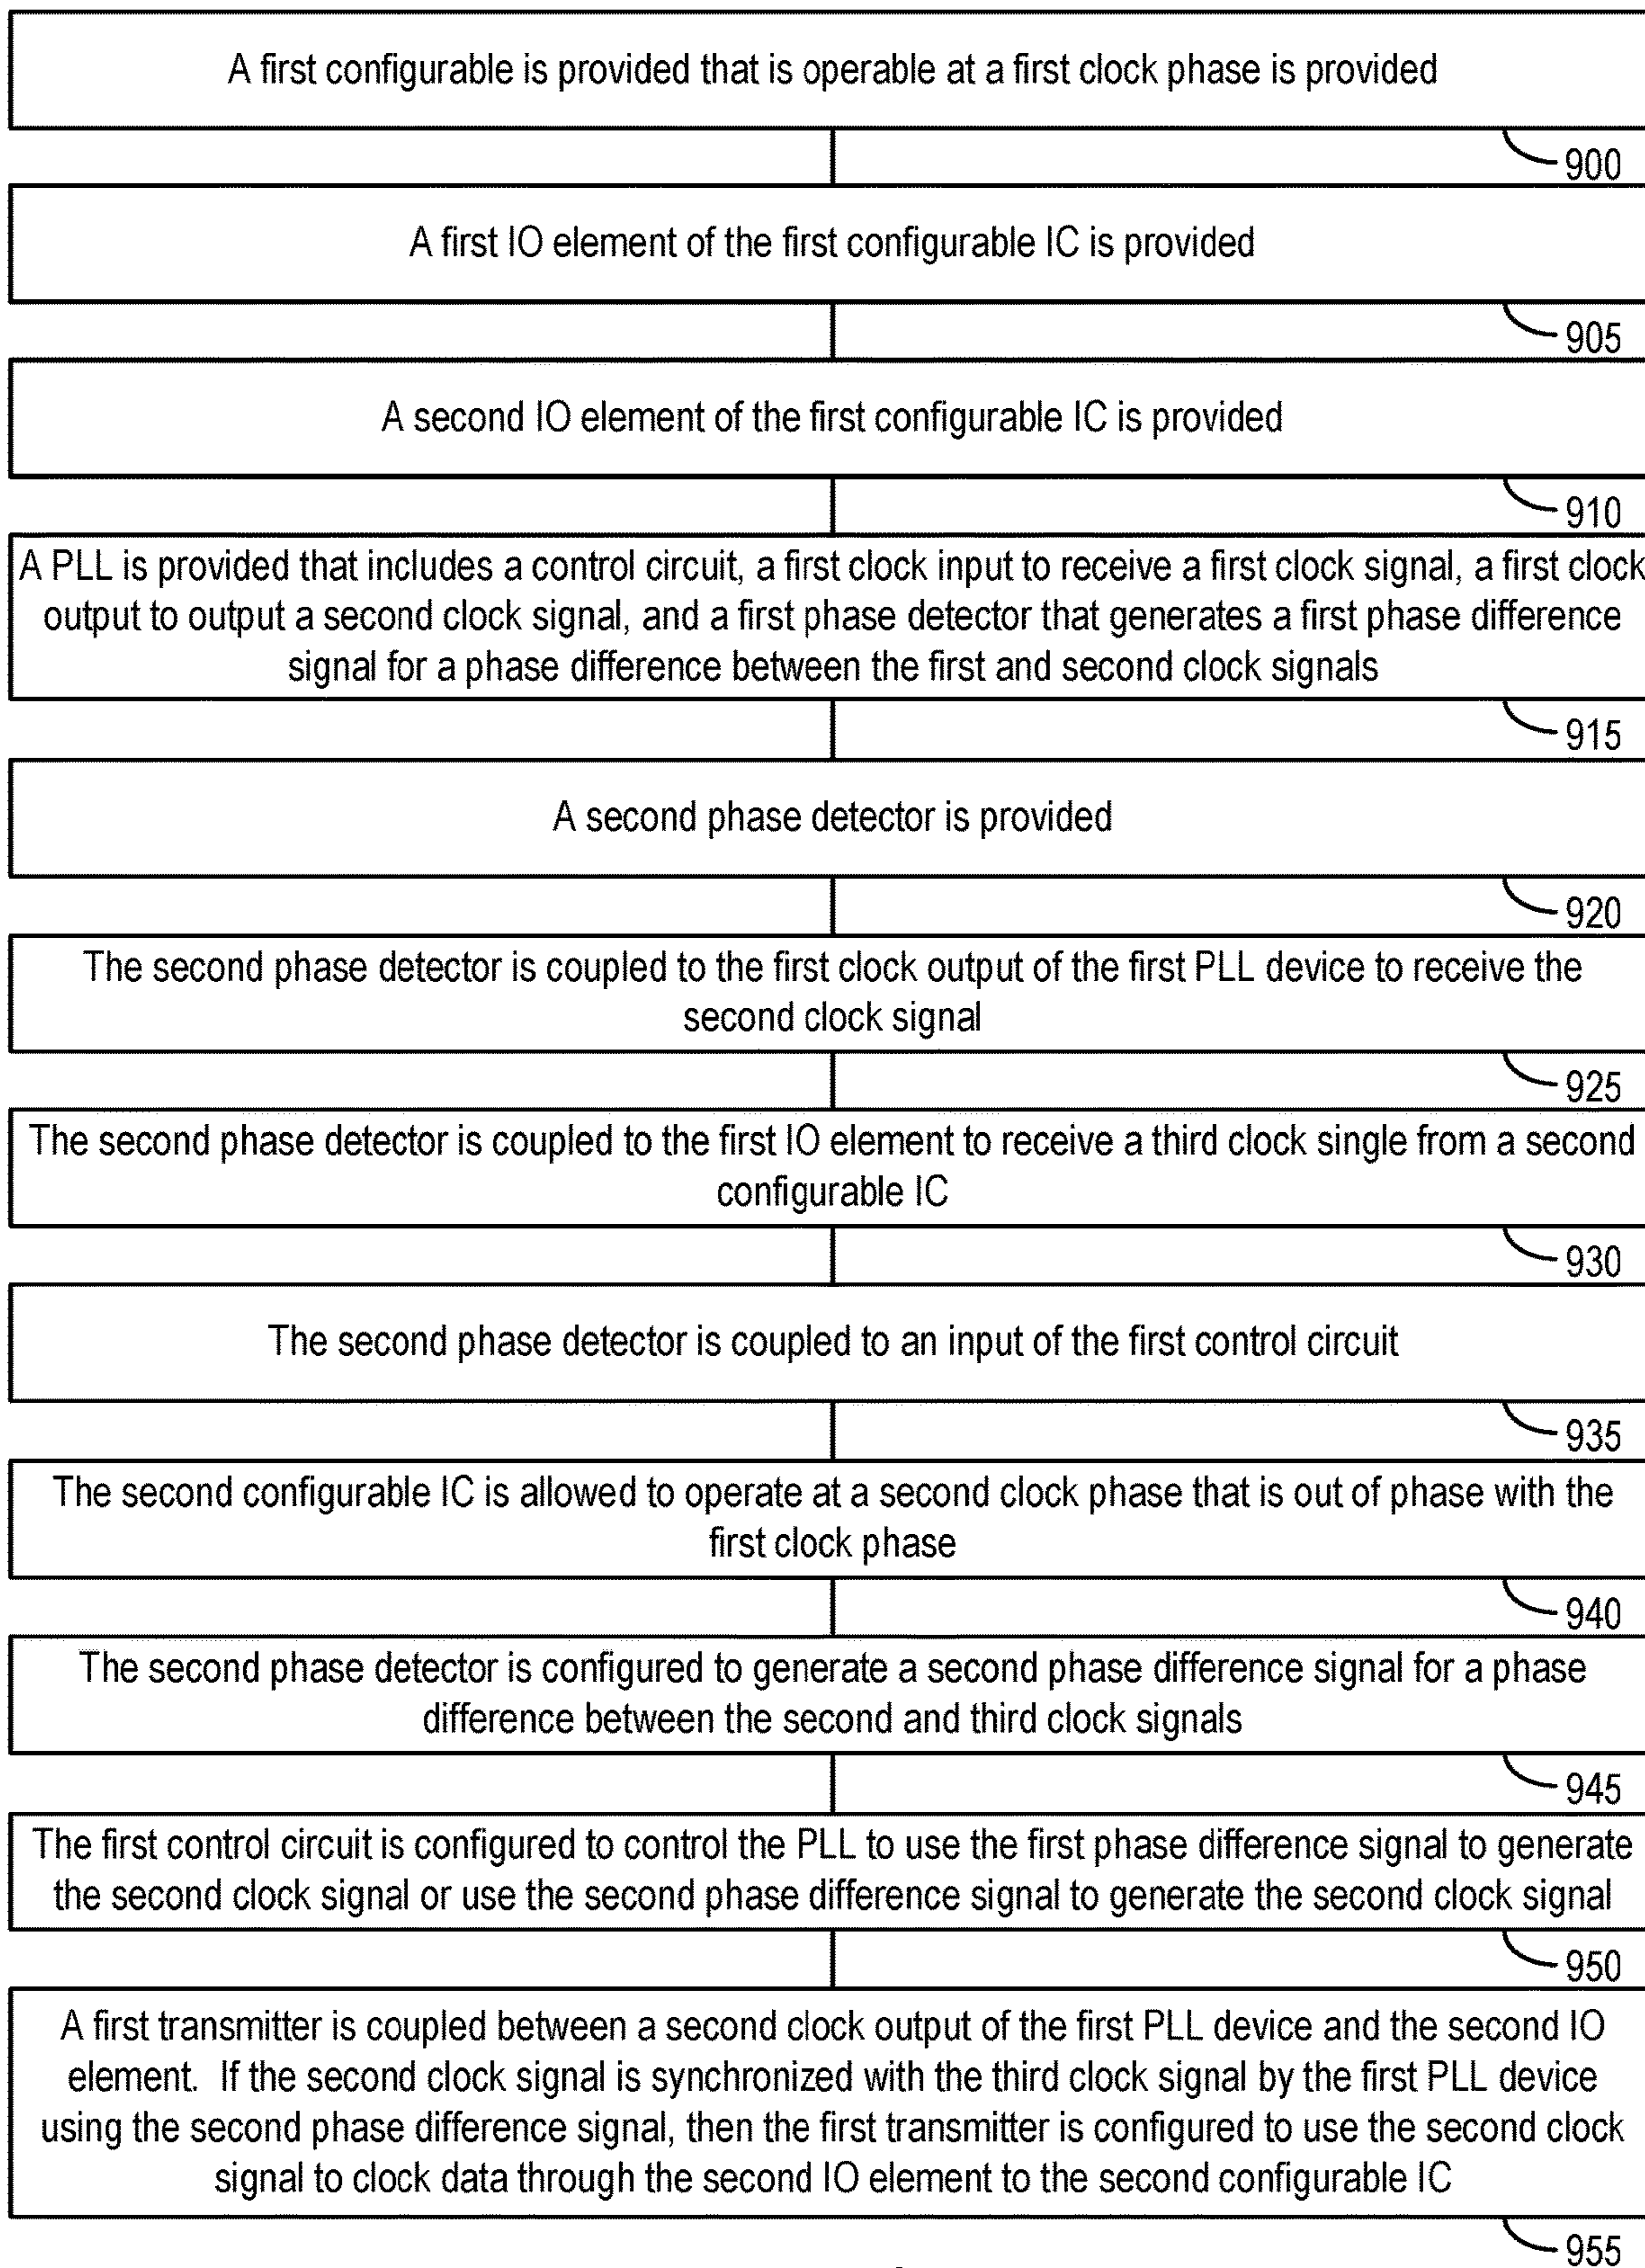 A first configurable is provided that is operable at a first clock phase is provided
900
A first IO element of the first configurable IC is provided
905
A second IO element of the first configurable IC is provided
910
A PLL is provided that includes a control circuit, a first clock input to receive a first clock signal, a first clock
output to output a second clock signal, and a first phase detector that generates a first phase difference
signal for a phase difference between the first and second clock signals
915
A second phase detector is provided
920
The second phase detector is coupled to the first clock output of the first PLL device to receive the
second clock signal
925
The second phase detector is coupled to the first IO element to receive a third clock single from a second
configurable IC
930
The second phase detector is coupled to an input of the first control circuit
935
The second configurable IC is allowed to operate at a second clock phase that is out of phase with the
first clock phase
940
The second phase detector is configured to generate a second phase difference signal for a phase
difference between the second and third clock signals
945
The first control circuit is configured to control the PLL to use the first phase difference signal to generate
the second clock signal or use the second phase difference signal to generate the second clock signal
950
A first transmitter is coupled between a second clock output of the first PLL device and the second IO
element. If the second clock signal is synchronized with the third clock signal by the first PLL device
using the second phase difference signal, then the first transmitter is configured to use the second clock
signal to clock data through the second IO element to the second configurable IC
955